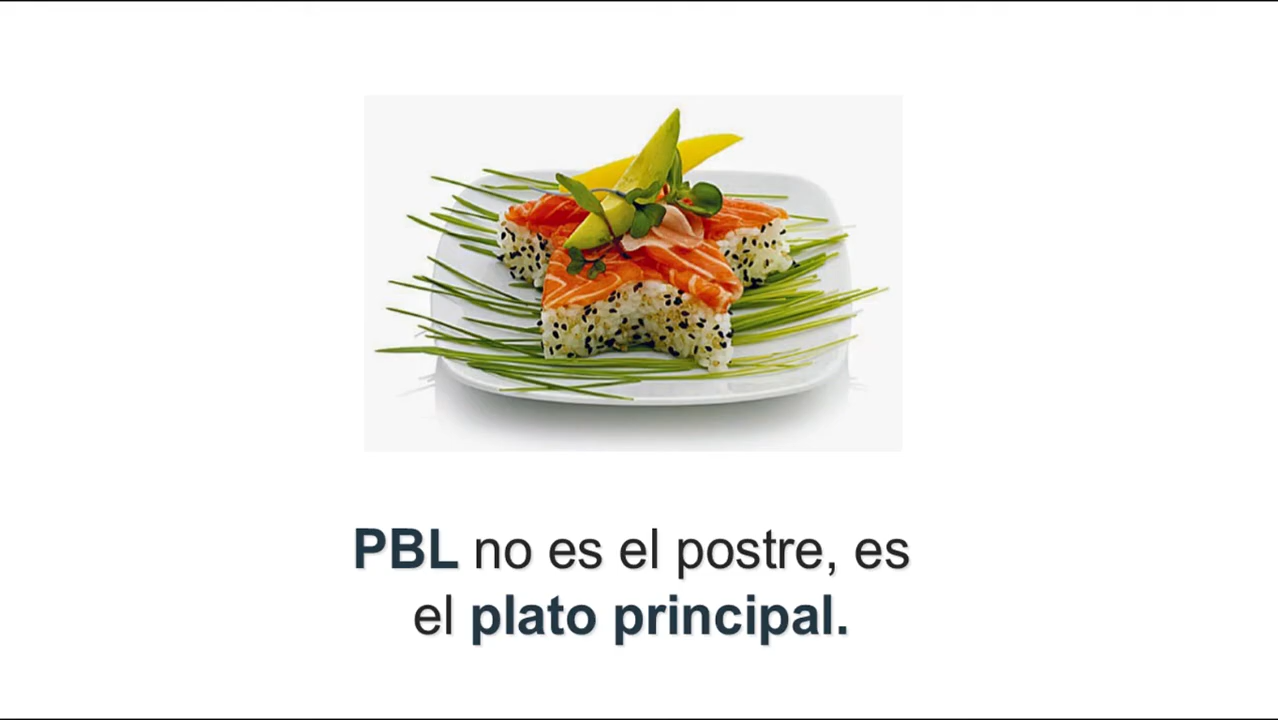 PBL no es el postre, es
el plato principal.